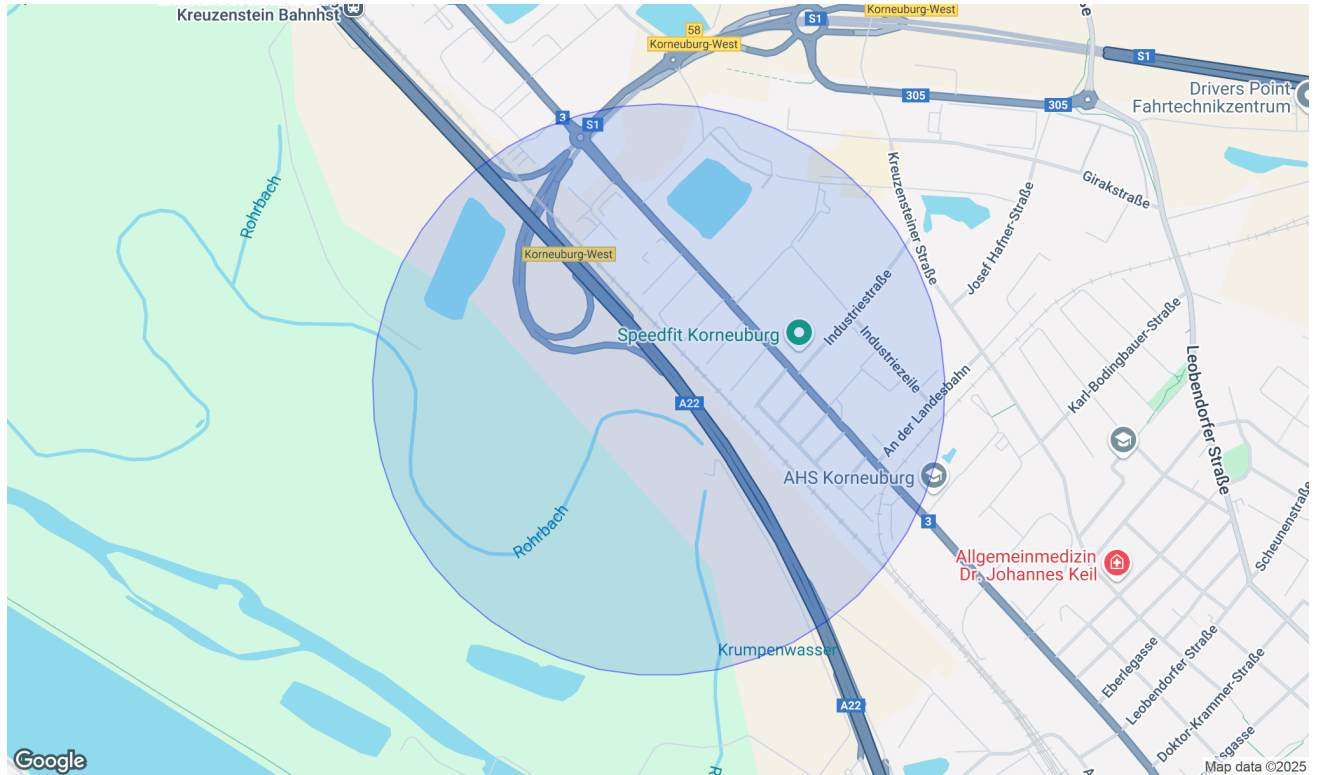 Kreuzenstein Bahnhst
Korneuburg-West
S1
58
Korneuburg-West
S1
305
305
Drivers Point
Fahrtechnikzentrum
3
S1
Rohrbach
Kreuzensteiner Straße
Girakstraße
Josef Hafner-Straße
Korneuburg-West
Industriestraße
Speedfit Korneuburg
Industriezeile
Karl-Bodingbauer-Straße
Leobendorfer Straße
A22
An der Landesbahn
AHS Korneuburg
3
Rohrbach
Scheunenstraße
Allgemeinmedizin
Dr. Johannes Keil
Krumpenwasser
Eberlegasse
Leobendorfer Straße
Doktor-Krammer-Straße
A22
Google
Map data ©2025